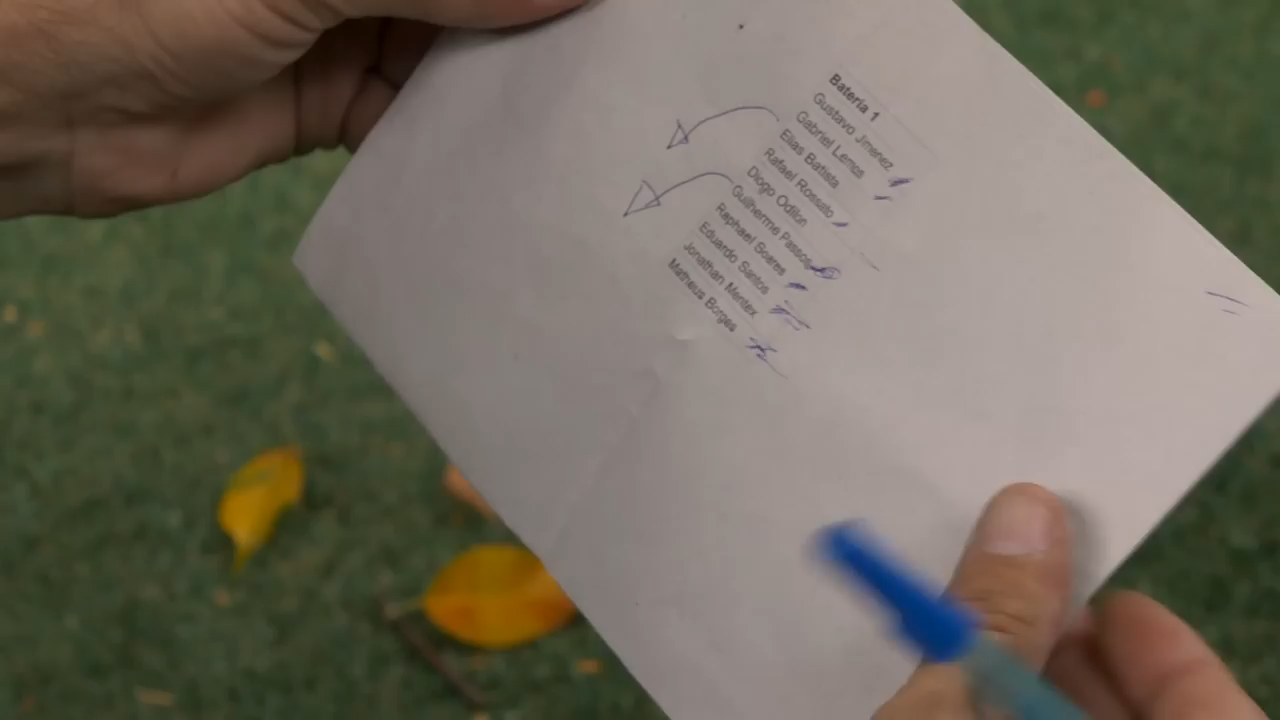 Bateria 1
Gustavo Jimenez
Gabriel Lemos
Elias Batista
Rafael Rossato
Diogo Odilon
Guilherme Passos
Raphael Soares
Eduardo Santos
Jonathan Mentex
Matheus Borges